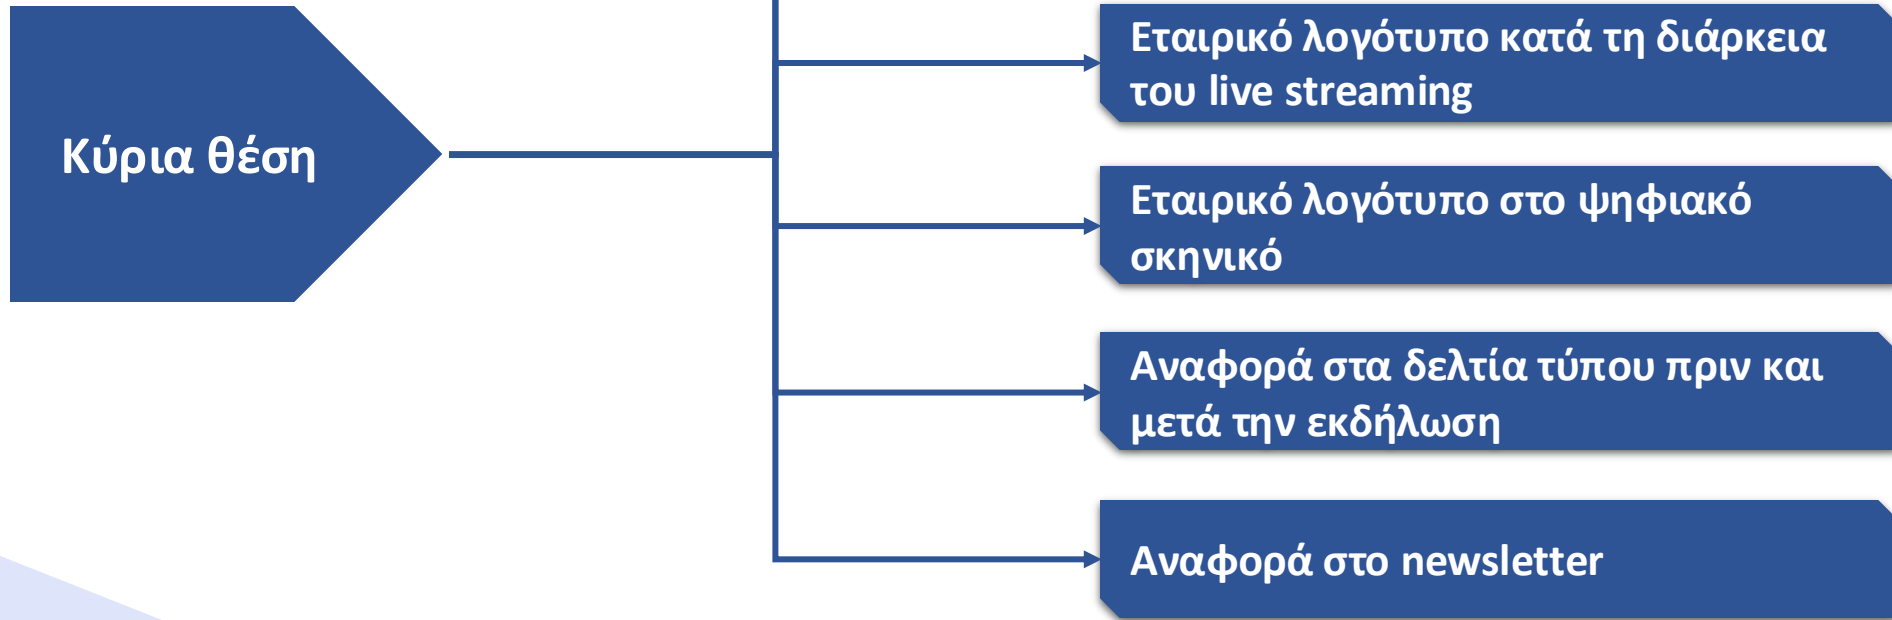 Κύρια θέση
Εταιρικό λογότυπο κατά τη διάρκεια
του live streaming
Εταιρικό λογότυπο στο ψηφιακό
σκηνικό
Αναφορά στα δελτία τύπου πριν και
μετά την εκδήλωση
Αναφορά στο newsletter